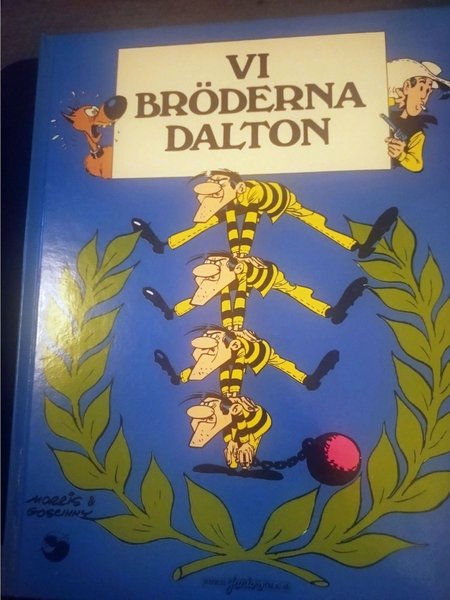 VI
BRÖDERNA
DALTON
MORRIS &
GOSCINNY